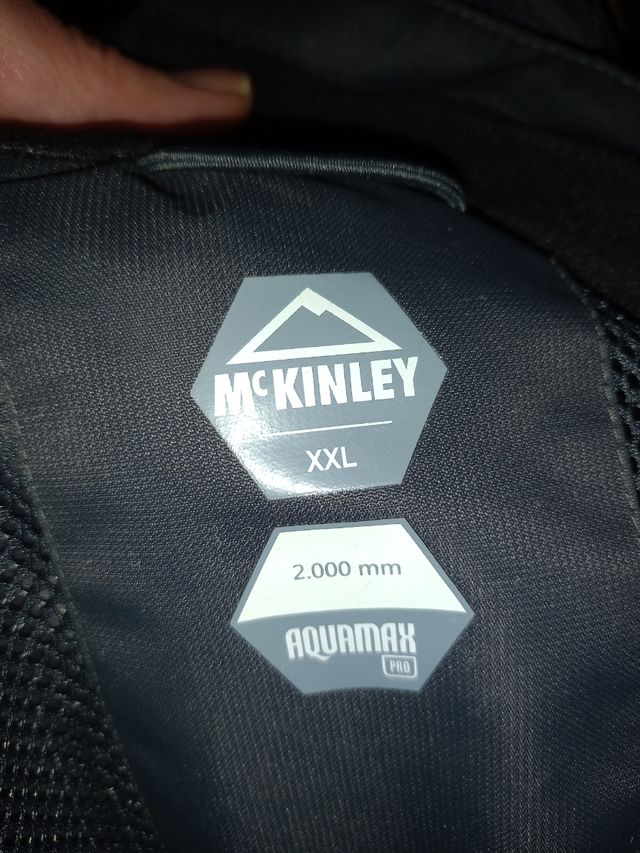 McKINLEY
XXL
2.000 mm
AQUAMAX
PRO